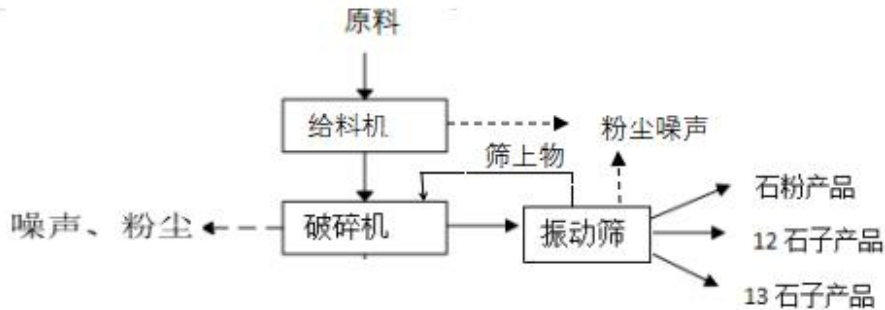 原料
给料机
粉尘噪声
筛上物
石粉产品
噪声、粉尘
破碎机
振动筛
12 石子产品
13 石子产品